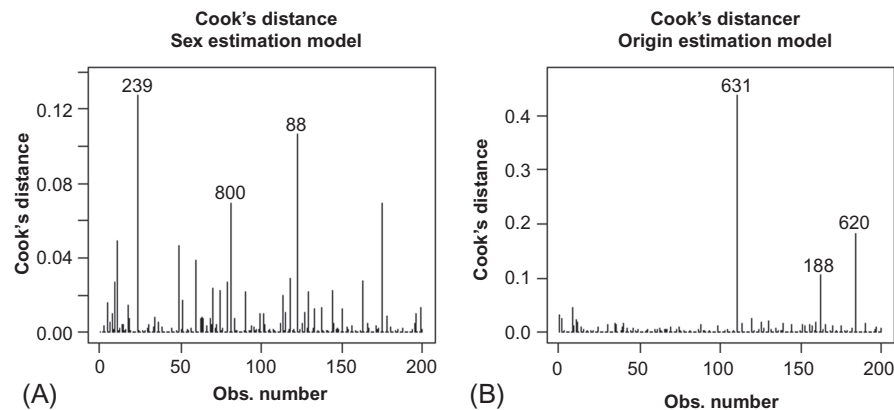 Cook's distance
Sex estimation model
239
88
800
0.12
0.08
0.04
0.00
Cook's distance
0 50 100 150 200
Obs. number
(A)
Cook's distancer
Origin estimation model
631
620
188
0.4
0.3
0.2
0.1
0.0
Cook's distance
0 50 100 150 200
Obs. number
(B)